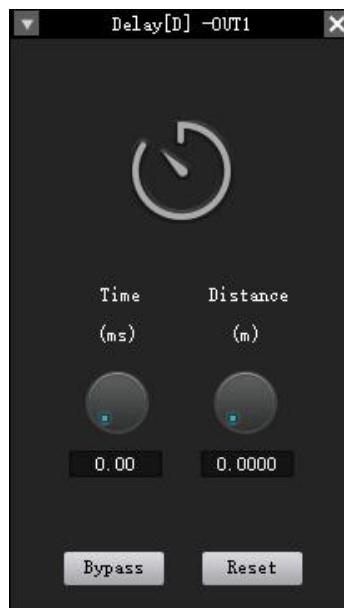 Delay[D] -OUT1
Time Distance
(ms) (m)
0.00 0.0000
Bypass Reset